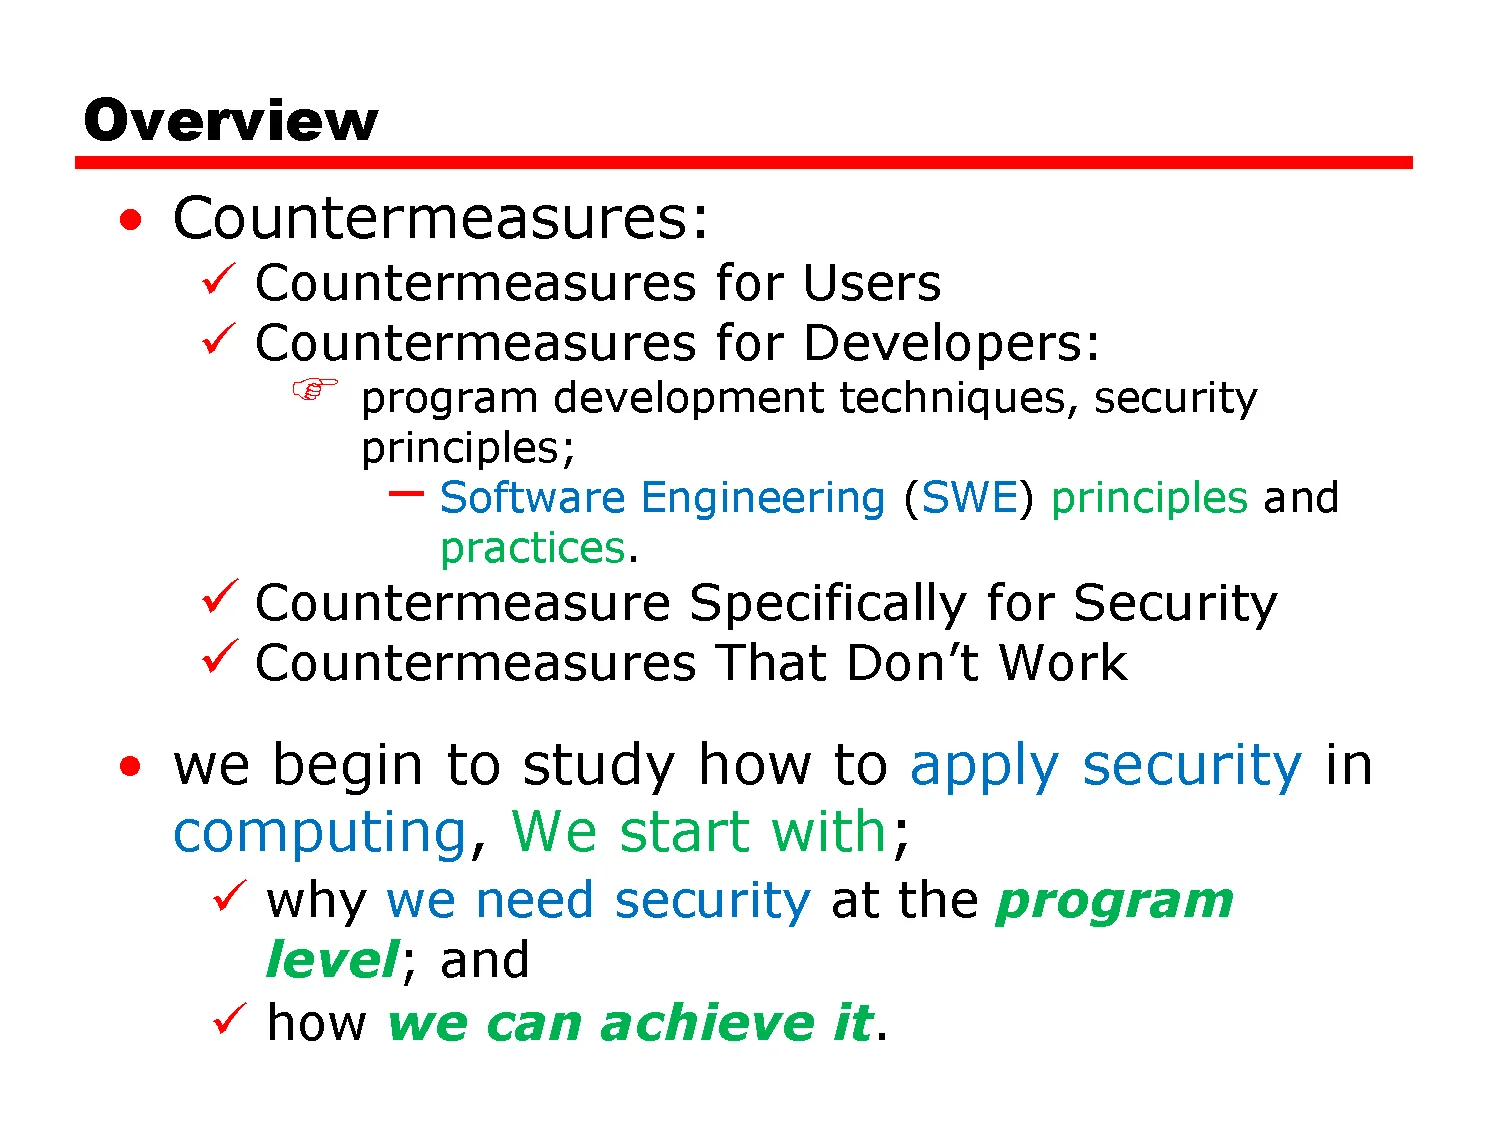 Overview
• Countermeasures:
✓ Countermeasures for Users
✓ Countermeasures for Developers:
☞ program development techniques, security
principles;
– Software Engineering (SWE) principles and
practices.
✓ Countermeasure Specifically for Security
✓ Countermeasures That Don’t Work
• we begin to study how to apply security in
computing, We start with;
✓ why we need security at the program
level; and
✓ how we can achieve it.